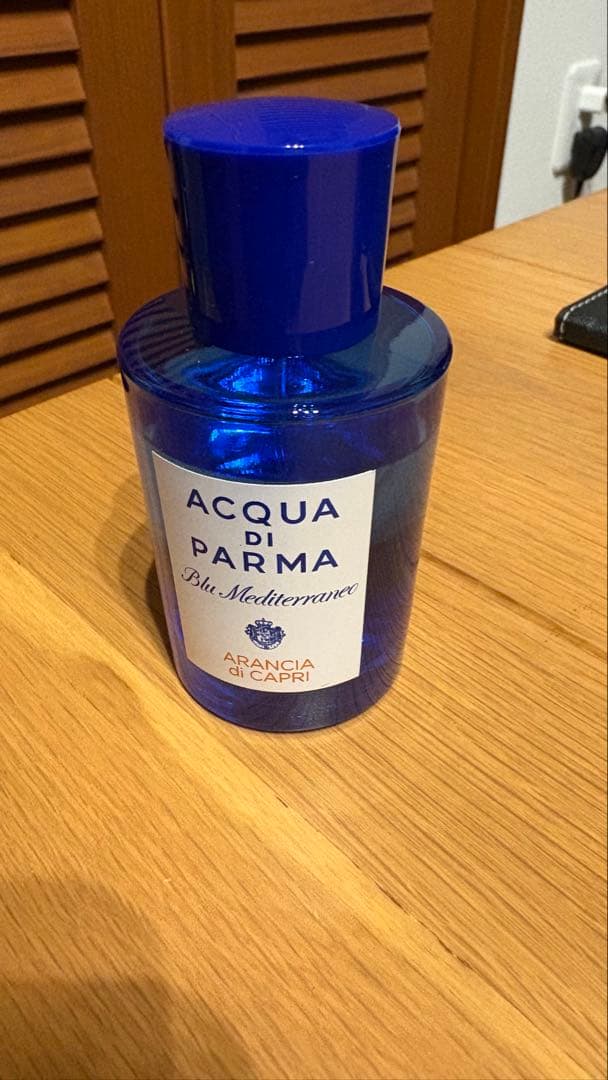 ACQUA
DI
PARMA
Blu Mediterraneo
ARANCIA
di CAPRI